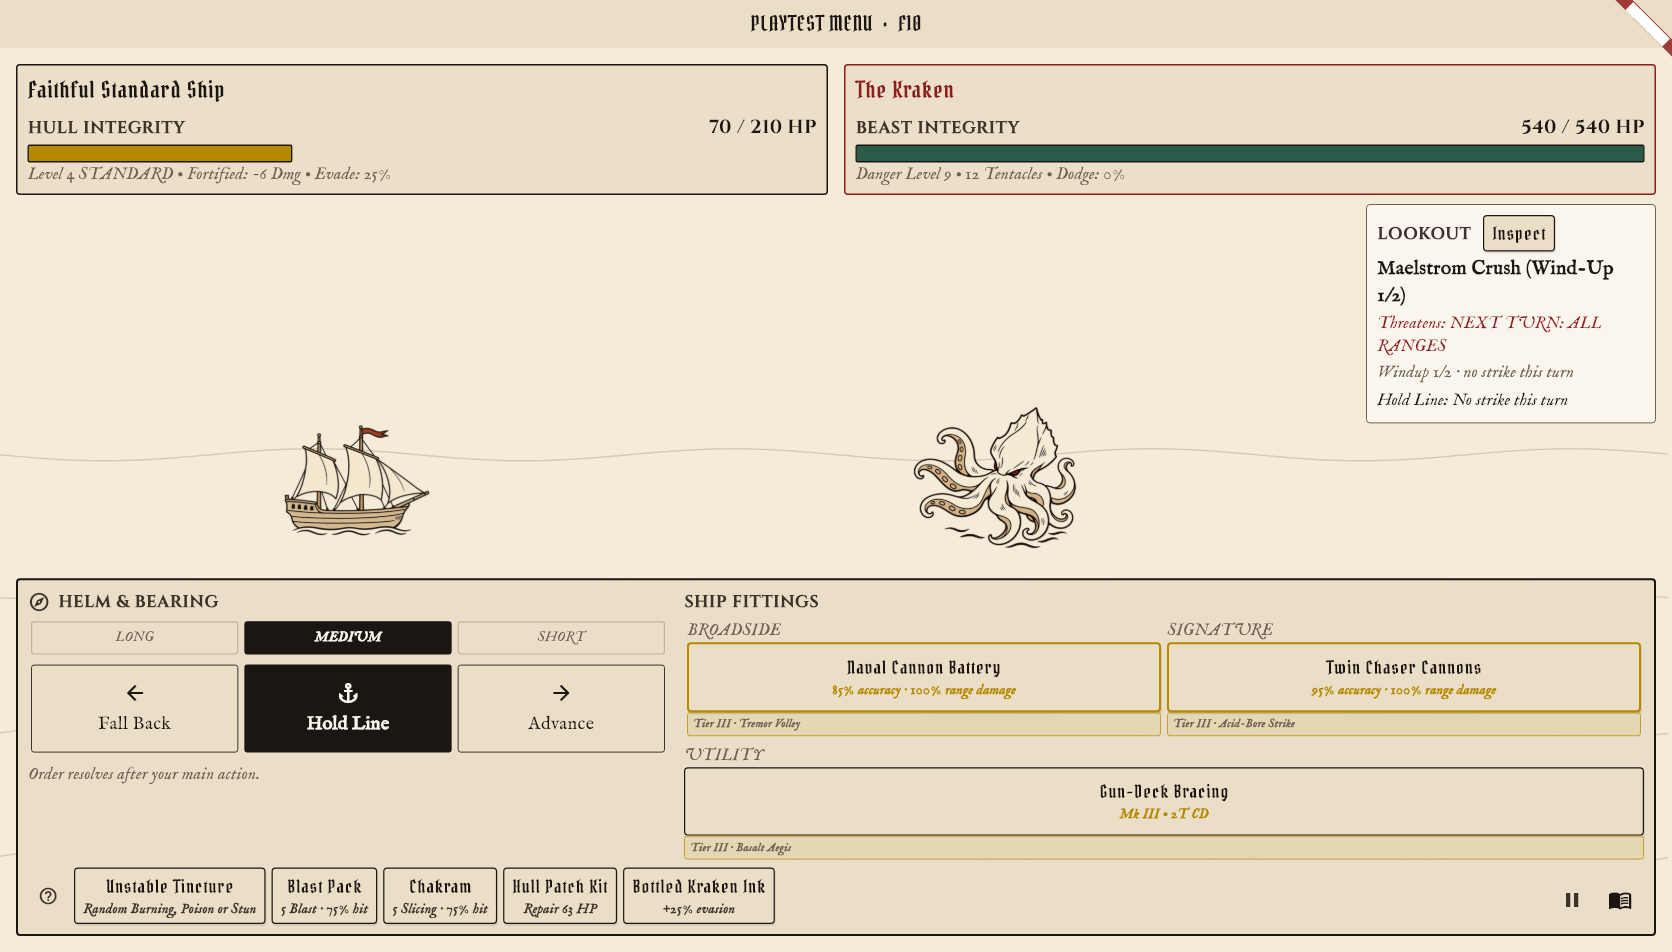 PLAYTEST MENU · F10
Faithful Standard Ship
HULL INTEGRITY 70 / 210 HP
Level 4 STANDARD • Fortified: -6 Dmg • Evade: 25%
The Kraken
BEAST INTEGRITY 540 / 540 HP
Danger Level 9 • 12 Tentacles • Dodge: 0%
LOOKOUT Inspect
Maelstrom Crush (Wind-Up
1/2)
Threatens: NEXT TURN: ALL
RANGES
Windup 1/2 · no strike this turn
Hold Line: No strike this turn
HELM & BEARING
LONG MEDIUM SHORT
Fall Back Hold Line Advance
Order resolves after your main action.
SHIP FITTINGS
BROADSIDE SIGNATURE
Naval Cannon Battery
85% accuracy · 100% range damage
Tier III · Tremor Volley
Twin Chaser Cannons
95% accuracy · 100% range damage
Tier III · Acid-Bore Strike
UTILITY
Gun-Deck Bracing
Mk III • 2T CD
Tier III · Basalt Aegis
Unstable Tincture
Random Burning, Poison or Stun
Blast Pack
5 Blast · 75% hit
Chakram
5 Slicing · 75% hit
Hull Patch Kit
Repair 63 HP
Bottled Kraken Ink
+25% evasion